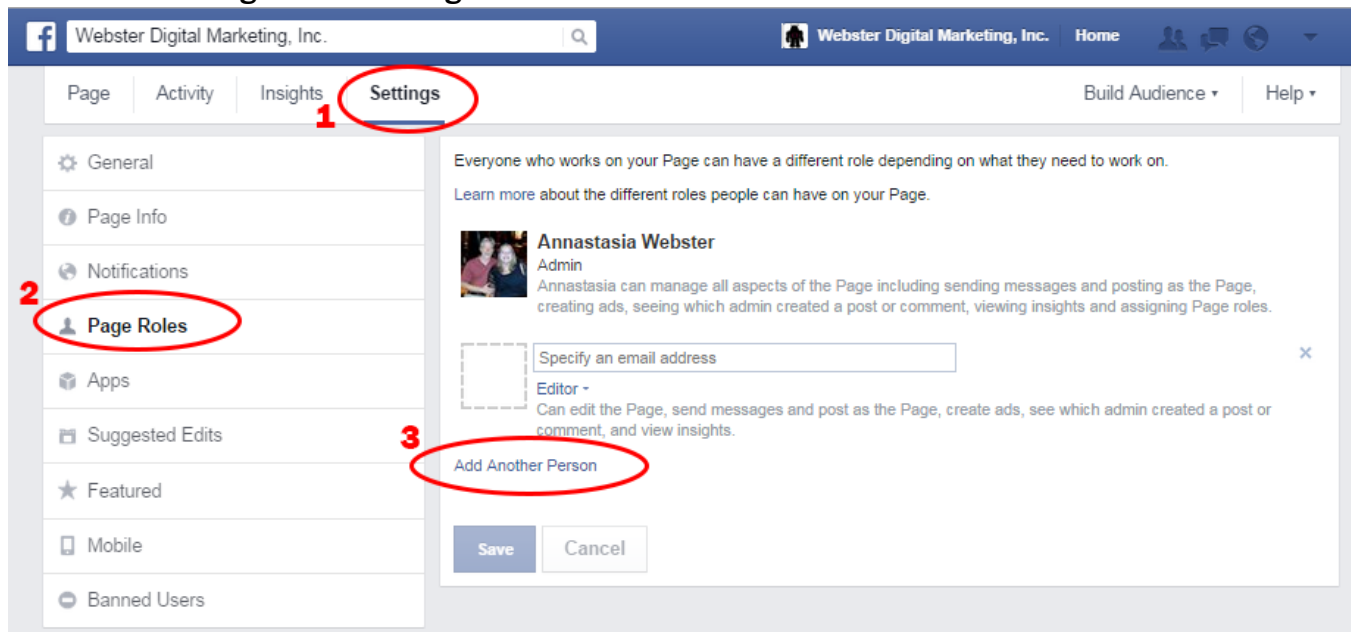 f Webster Digital Marketing, Inc. Webster Digital Marketing, Inc. Home
Page Activity Insights Settings Build Audience Help
1
General
Page Info
Notifications
2
Page Roles
Apps
Suggested Edits
Featured
Mobile
Banned Users
Everyone who works on your Page can have a different role depending on what they need to work on.
Learn more about the different roles people can have on your Page.
Annastasia Webster
Admin
Annastasia can manage all aspects of the Page including sending messages and posting as the Page,
creating ads, seeing which admin created a post or comment, viewing insights and assigning Page roles.
Specify an email address
Editor
Can edit the Page, send messages and post as the Page, create ads, see which admin created a post or
comment, and view insights.
3
Add Another Person
Save Cancel